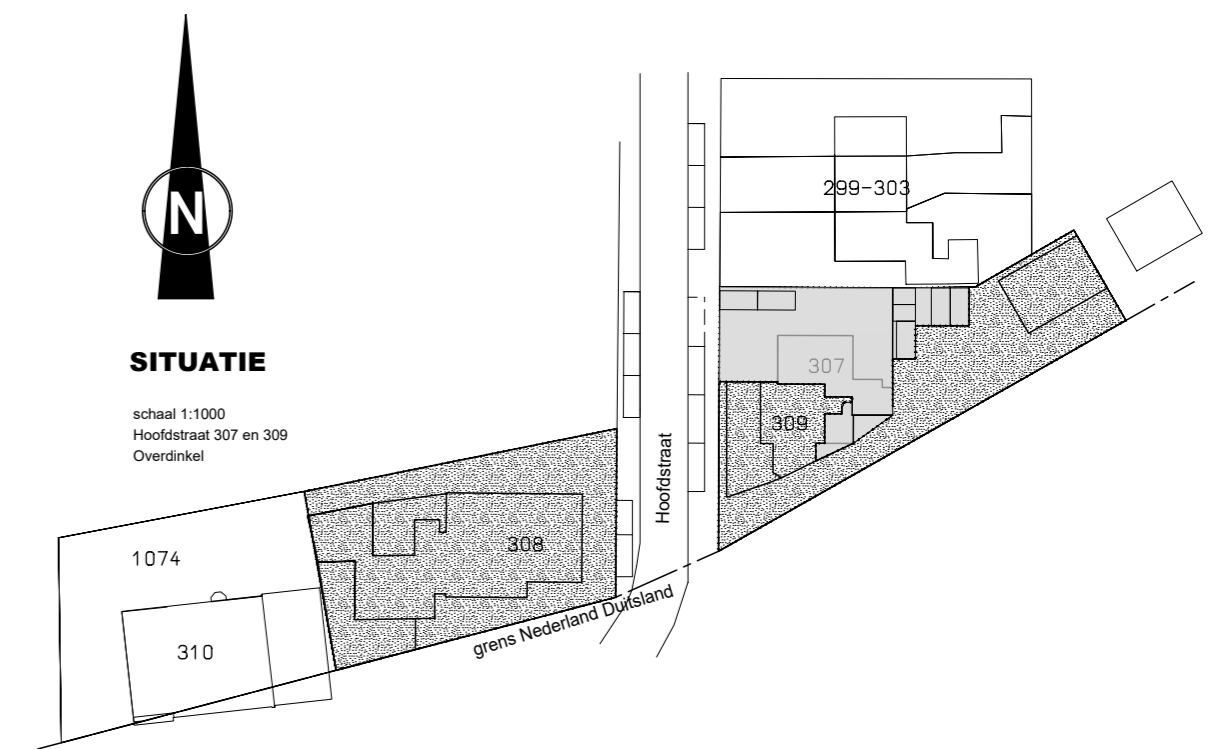 N
SITUATIE
schaal 1:1000
Hoofdstraat 307 en 309
Overdinkel
299-303
307
309
Hoofdstraat
308
1074
310
grens Nederland Duitsland